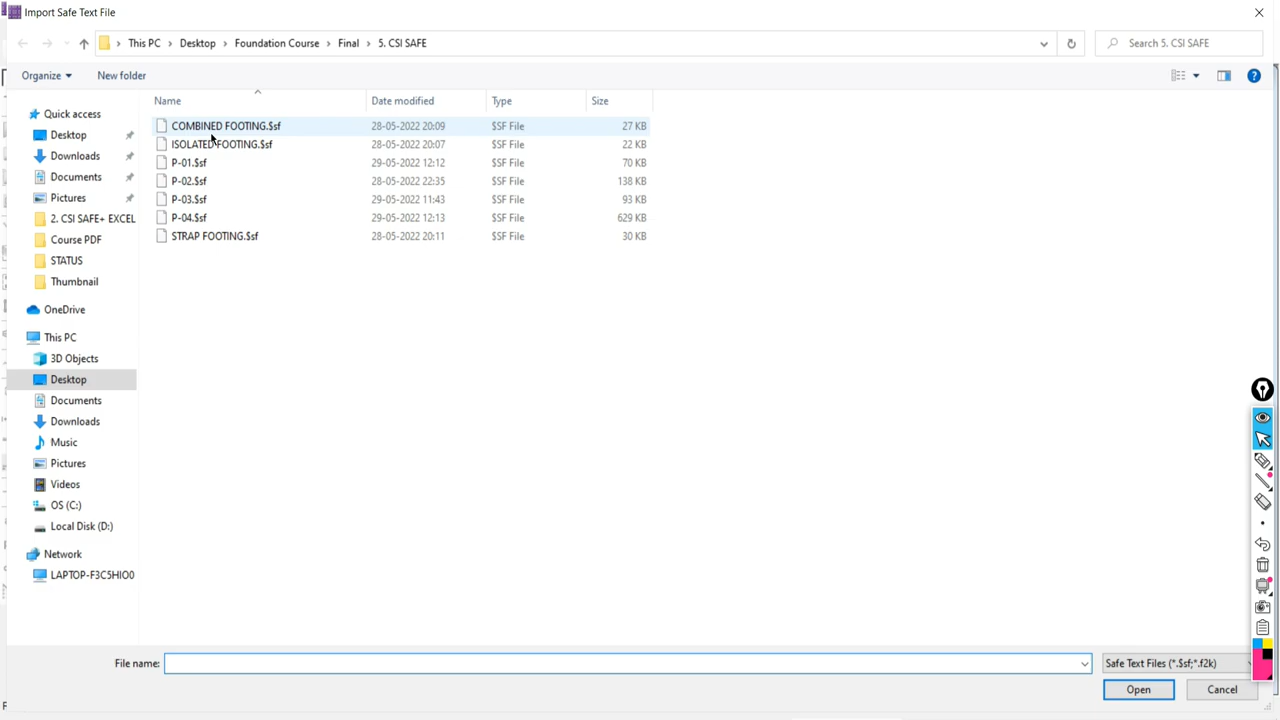 Import Safe Text File
This PC > Desktop > Foundation Course > Final > 5. CSI SAFE
Search 5. CSI SAFE
Organize
New folder
Name
Date modified
Type
Size
COMBINED FOOTING.$sf 28-05-2022 20:09 $SF File 27 KB
ISOLATED FOOTING.$sf 28-05-2022 20:07 $SF File 22 KB
P-01.$sf 29-05-2022 12:12 $SF File 70 KB
P-02.$sf 28-05-2022 22:35 $SF File 138 KB
P-03.$sf 29-05-2022 11:43 $SF File 93 KB
P-04.$sf 29-05-2022 12:13 $SF File 629 KB
STRAP FOOTING.$sf 28-05-2022 20:11 $SF File 30 KB
Quick access
Desktop
Downloads
Documents
Pictures
2. CSI SAFE+ EXCEL
Course PDF
STATUS
Thumbnail
OneDrive
This PC
3D Objects
Desktop
Documents
Downloads
Music
Pictures
Videos
OS (C:)
Local Disk (D:)
Network
LAPTOP-F3C5HIO0
File name:
Safe Text Files (*.$sf;*.f2k)
Open
Cancel